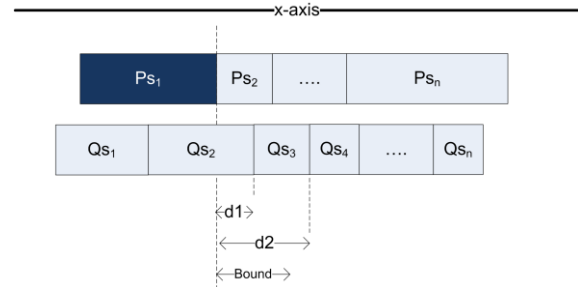 x-axis
Ps₁ Ps₂ .... Psₙ
Qs₁ Qs₂ Qs₃ Qs₄ .... Qsₙ
d1
d2
Bound